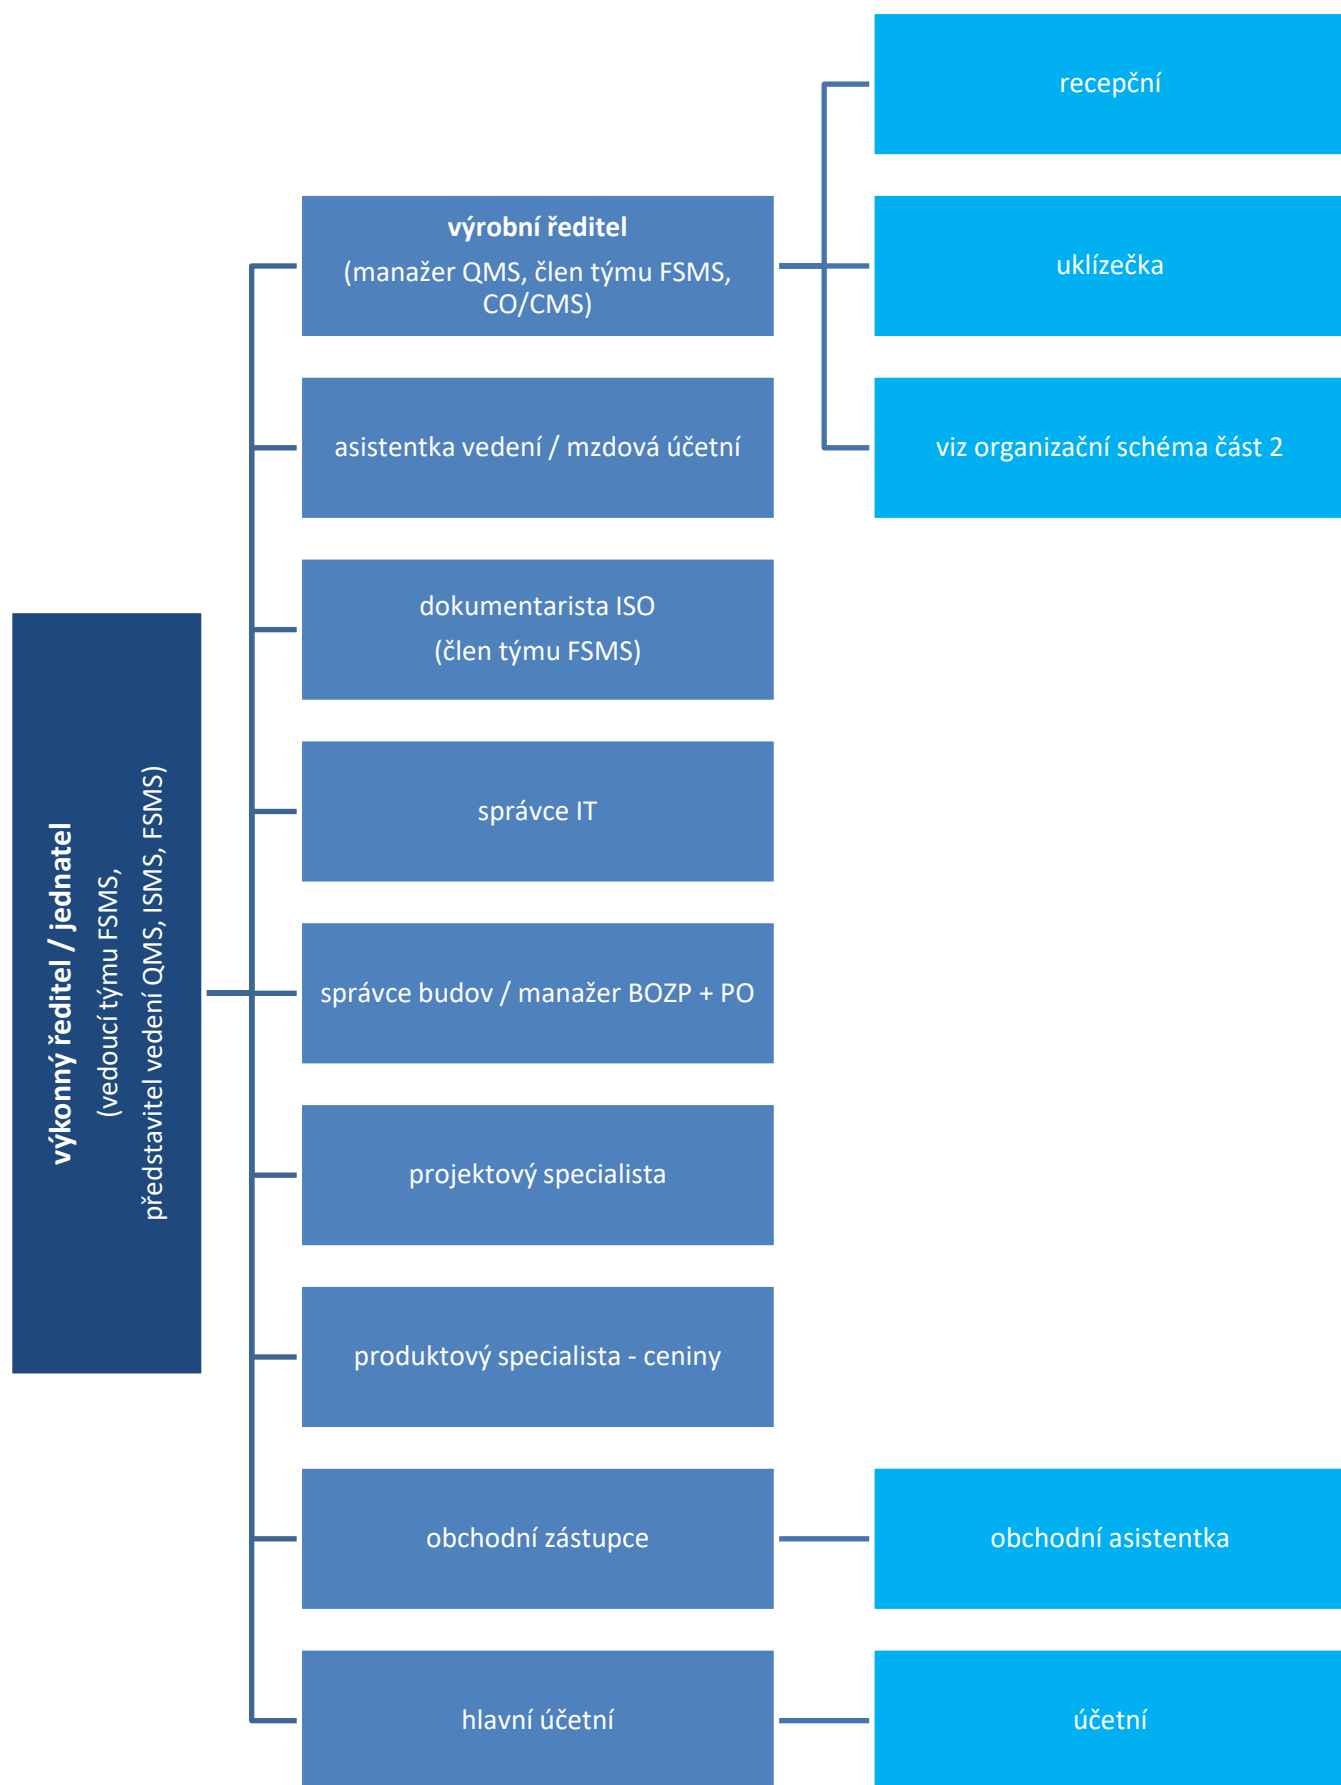 výkonný ředitel / jednatel
(vedoucí týmu FSMS,
představitel vedení QMS, ISMS, FSMS)
výrobní ředitel
(manažer QMS, člen týmu FSMS,
CO/CMS)
recepční
uklízečka
viz organizační schéma část 2
asistentka vedení / mzdová účetní
dokumentarista ISO
(člen týmu FSMS)
správce IT
správce budov / manažer BOZP + PO
projektový specialista
produktový specialista - ceniny
obchodní zástupce
obchodní asistentka
hlavní účetní
účetní